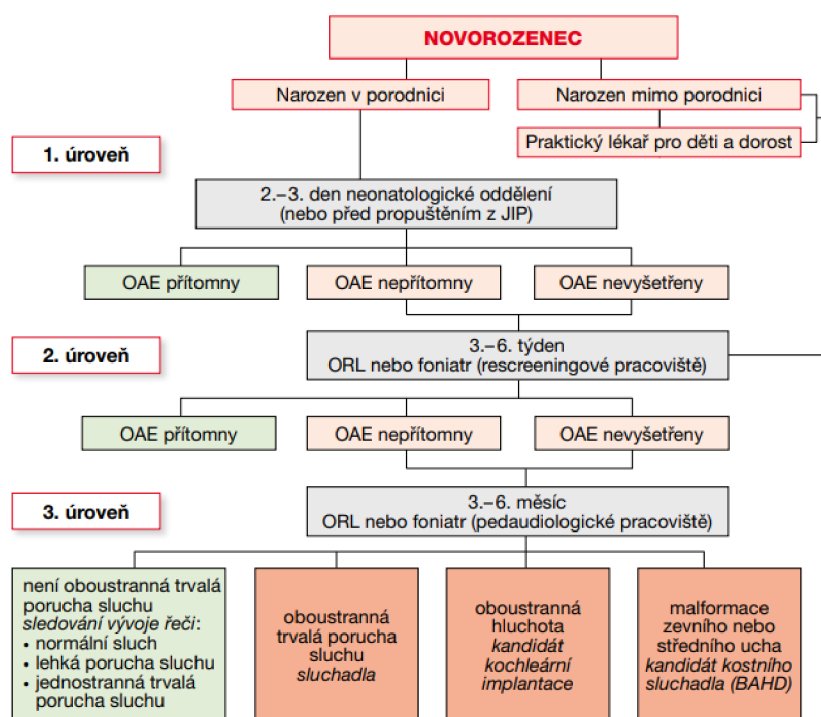 NOVOROZENEC
Narozen v porodnici
Narozen mimo porodnici
Praktický lékař pro děti a dorost
1. úroveň
2.–3. den neonatologické oddělení
(nebo před propuštěním z JIP)
OAE přítomny
OAE nepřítomny
OAE nevyšetřeny
2. úroveň
3.–6. týden
ORL nebo foniatr (rescreeningové pracoviště)
OAE přítomny
OAE nepřítomny
OAE nevyšetřeny
3. úroveň
3.–6. měsíc
ORL nebo foniatr (pedaudiologické pracoviště)
není oboustranná trvalá
porucha sluchu
sledování vývoje řeči:
• normální sluch
• lehká porucha sluchu
• jednostranná trvalá
porucha sluchu
oboustranná
trvalá porucha
sluchu
sluchadla
oboustranná
hluchota
kandidát
kochleární
implantace
malformace
zevního nebo
středního ucha
kandidát kostního
sluchadla (BAHD)